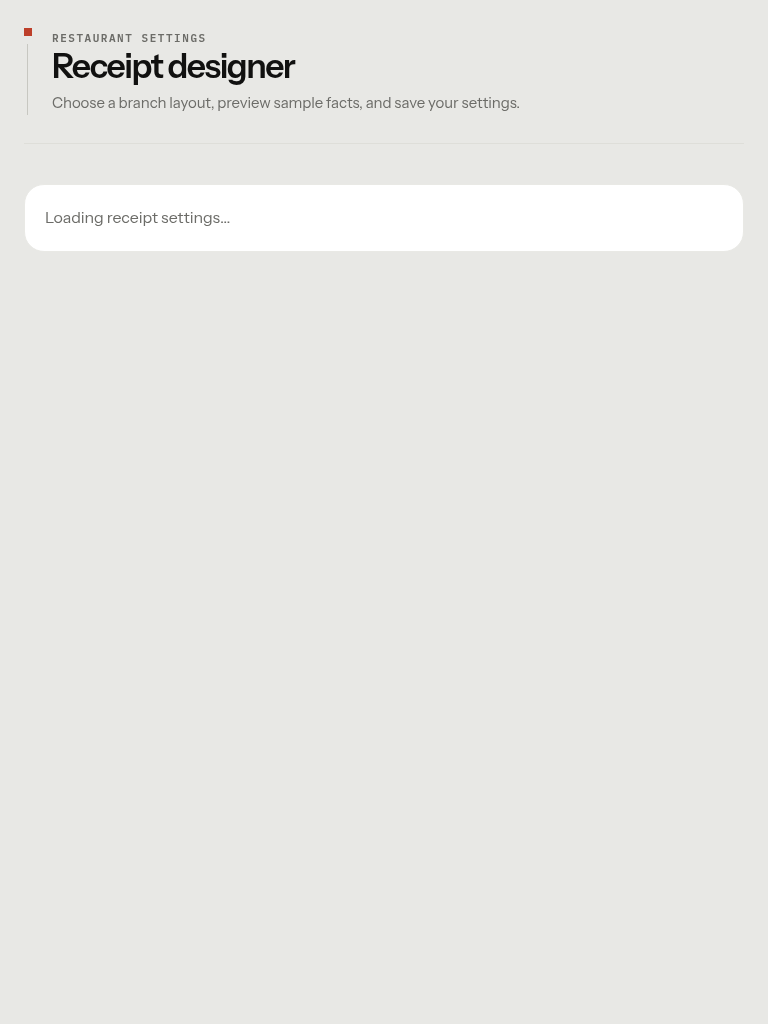 RESTAURANT SETTINGS
Receipt designer
Choose a branch layout, preview sample facts, and save your settings.
Loading receipt settings…